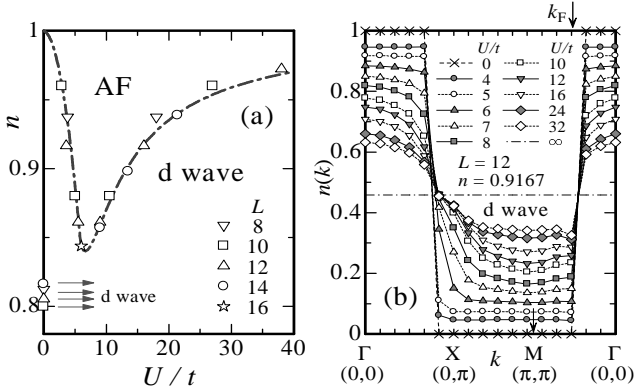 n
1
0.9
0.8
AF
(a)
d wave
L
8
10
12
14
16
d wave
0 10 20 30 40
U / t
k_F
n(k)
1
0.8
0.6
0.4
0.2
0
U/t U/t
0 10
4 12
5 16
6 24
7 32
8 ∞
L = 12
n = 0.9167
d wave
(b)
Γ X k M Γ
(0,0) (0,π) (π,π) (0,0)